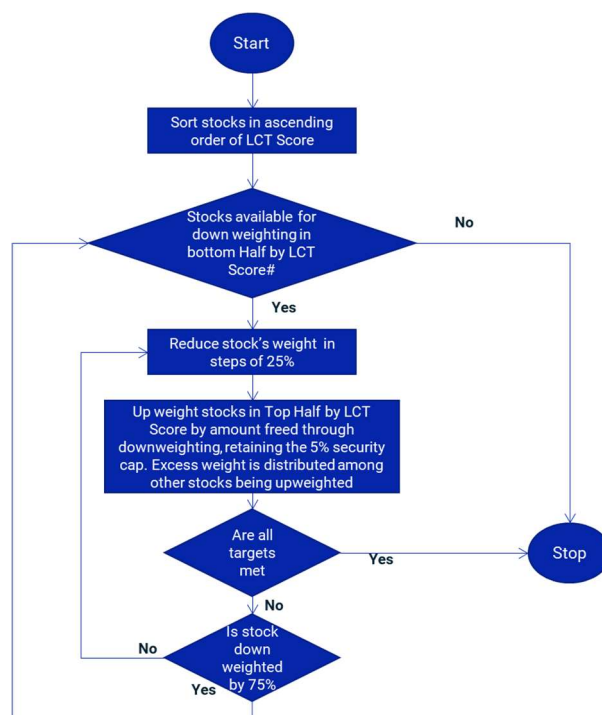 Start
Sort stocks in ascending
order of LCT Score
Stocks available for
down weighting in
bottom Half by LCT
Score#
No
Yes
Reduce stock's weight in
steps of 25%
Up weight stocks in Top Half by LCT
Score by amount freed through
downweighting, retaining the 5% security
cap. Excess weight is distributed among
other stocks being upweighted
Are all
targets
met
Yes
Stop
No
Is stock
down
weighted
by 75%
No
Yes